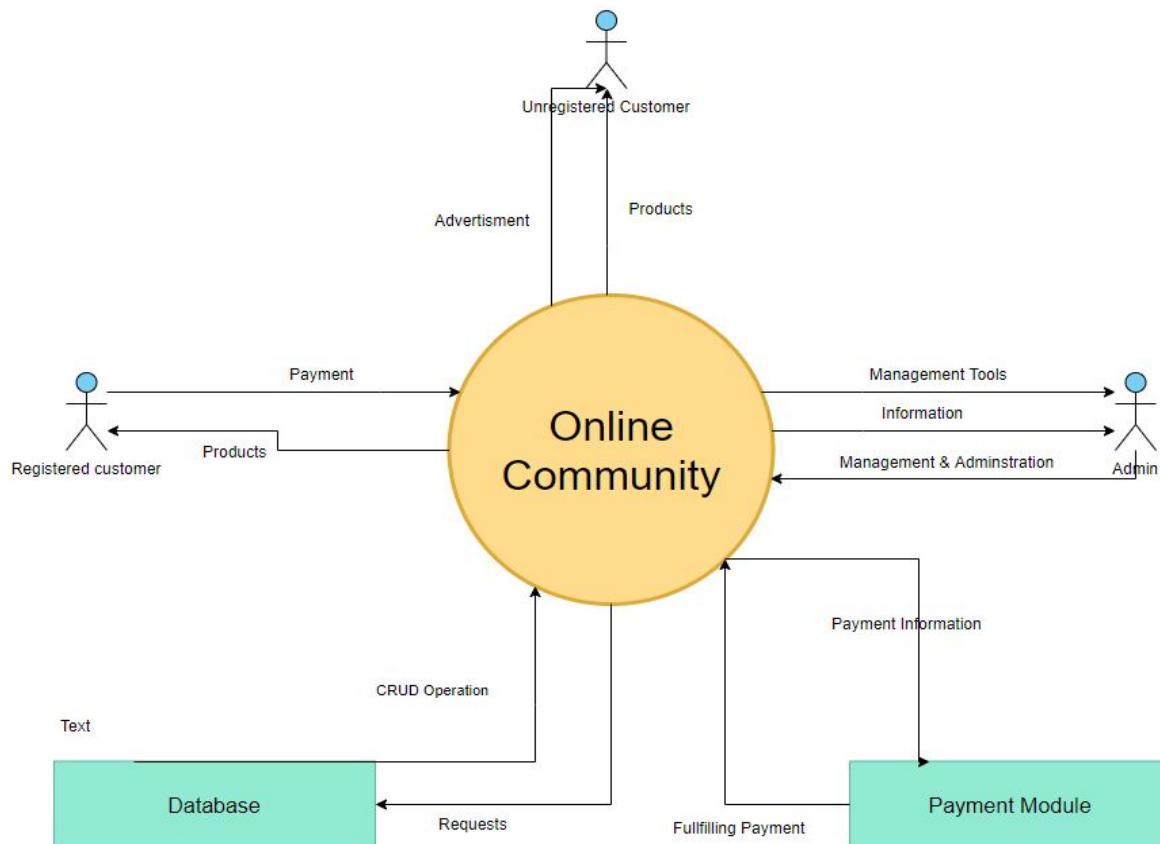 Unregistered Customer
Advertisment
Products
Payment
Management Tools
Online
Community
Information
Registered customer
Products
Management & Adminstration
Admin
Payment Information
CRUD Operation
Text
Database
Requests
Fullfilling Payment
Payment Module